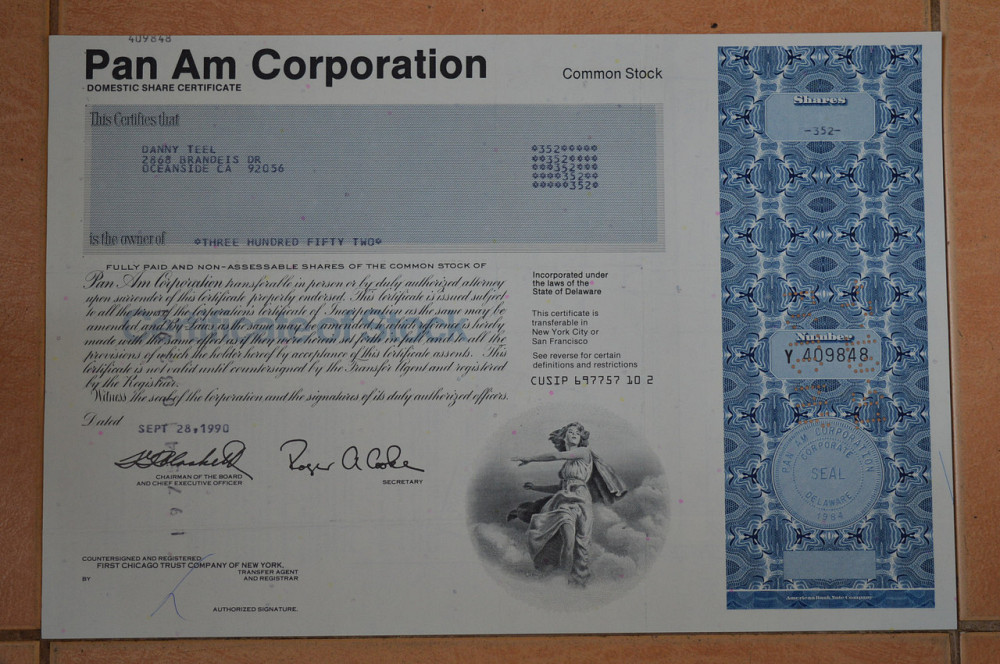 409848
Pan Am Corporation
DOMESTIC SHARE CERTIFICATE
Common Stock
This Certifies that
DANNY TEEL
2868 BRANDEIS DR
OCEANSIDE CA 92056
*352*****
**352****
***352***
****352**
*****352*
is the owner of
*THREE HUNDRED FIFTY TWO*
FULLY PAID AND NON-ASSESSABLE SHARES OF THE COMMON STOCK OF
Pan Am Corporation transferable in person or by duly authorized attorney
upon surrender of this certificate properly endorsed. This certificate is issued subject
to all the terms of the Corporation's Certificate of Incorporation as the same may be
amended and By Laws as the same may be amended, to which reference is hereby
made with the same effect as if they were herein set forth in full and to all the
provisions of which the holder hereof by acceptance of this certificate assents. This
certificate is not valid until countersigned by the Transfer Agent and registered
by the Registrar.
Witness the seal of the Corporation and the signatures of its duly authorized officers.
Dated
SEPT 28,1990
CHAIRMAN OF THE BOARD
AND CHIEF EXECUTIVE OFFICER
Roger A Cooke
SECRETARY
Incorporated under
the laws of the
State of Delaware
This certificate is
transferable in
New York City or
San Francisco
See reverse for certain
definitions and restrictions
CUSIP 697757 10 2
COUNTERSIGNED AND REGISTERED
FIRST CHICAGO TRUST COMPANY OF NEW YORK,
TRANSFER AGENT
AND REGISTRAR
BY
AUTHORIZED SIGNATURE.
Shares
-352-
Number
Y 409848
PAN AM CORPORATION
CORPORATE
SEAL
DELAWARE
1984
American Bank Note Company